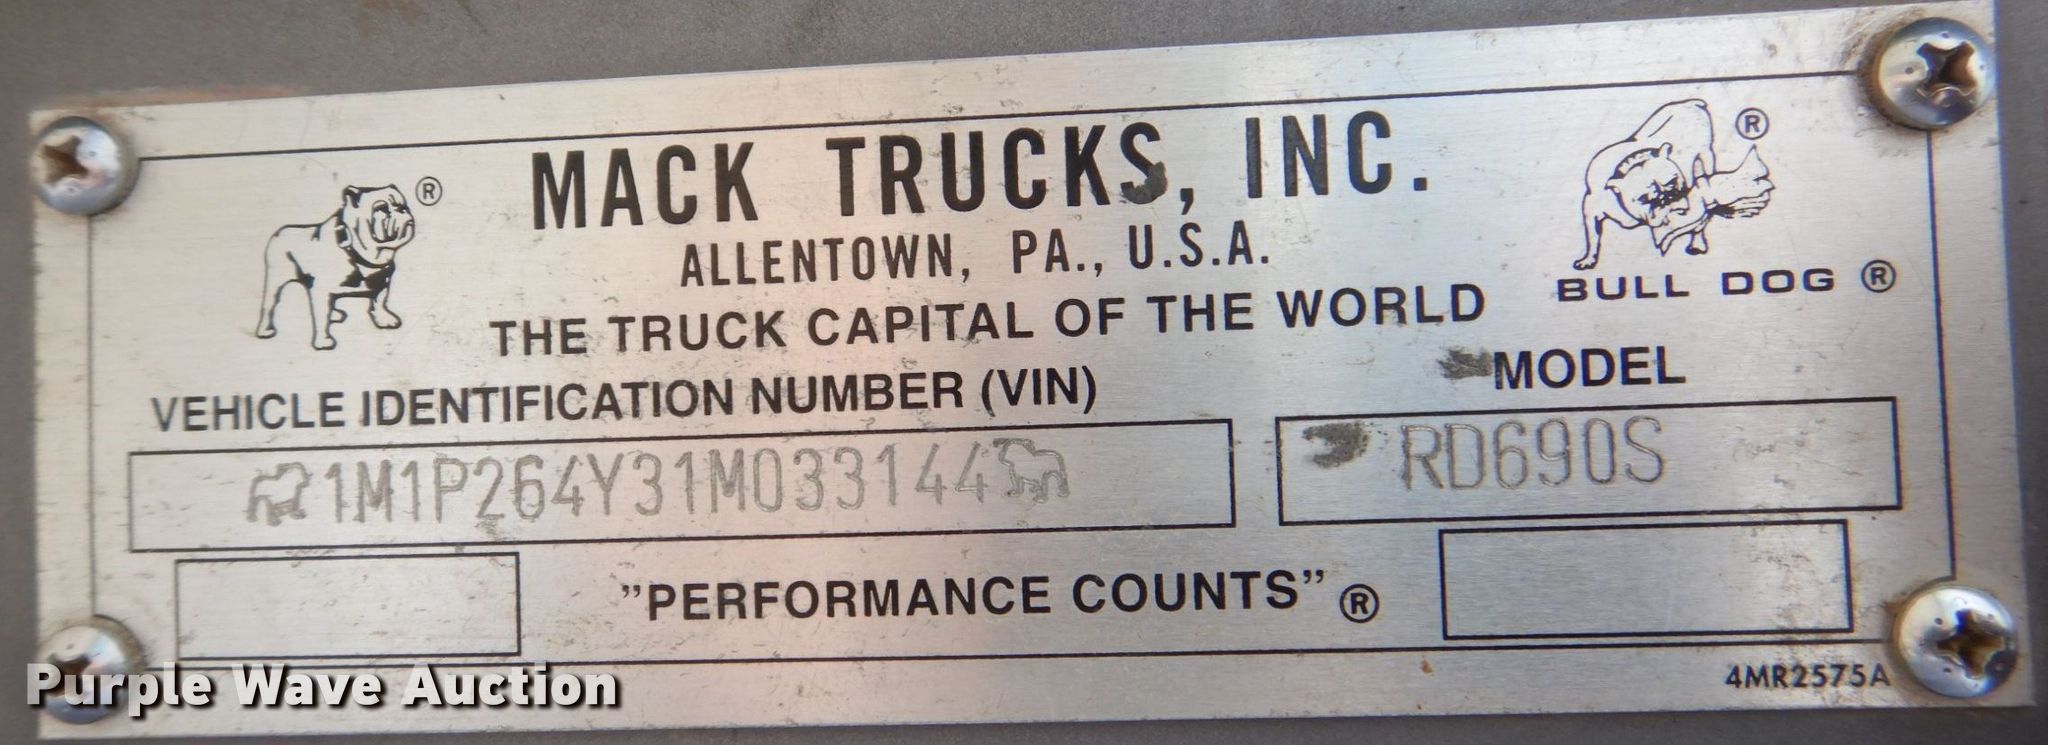 MACK TRUCKS, INC.
ALLENTOWN, PA., U.S.A.
THE TRUCK CAPITAL OF THE WORLD
®
®
BULL DOG ®
VEHICLE IDENTIFICATION NUMBER (VIN)
MODEL
1M1P264Y31M033144
RD690S
"PERFORMANCE COUNTS" ®
4MR2575A
Purple Wave Auction